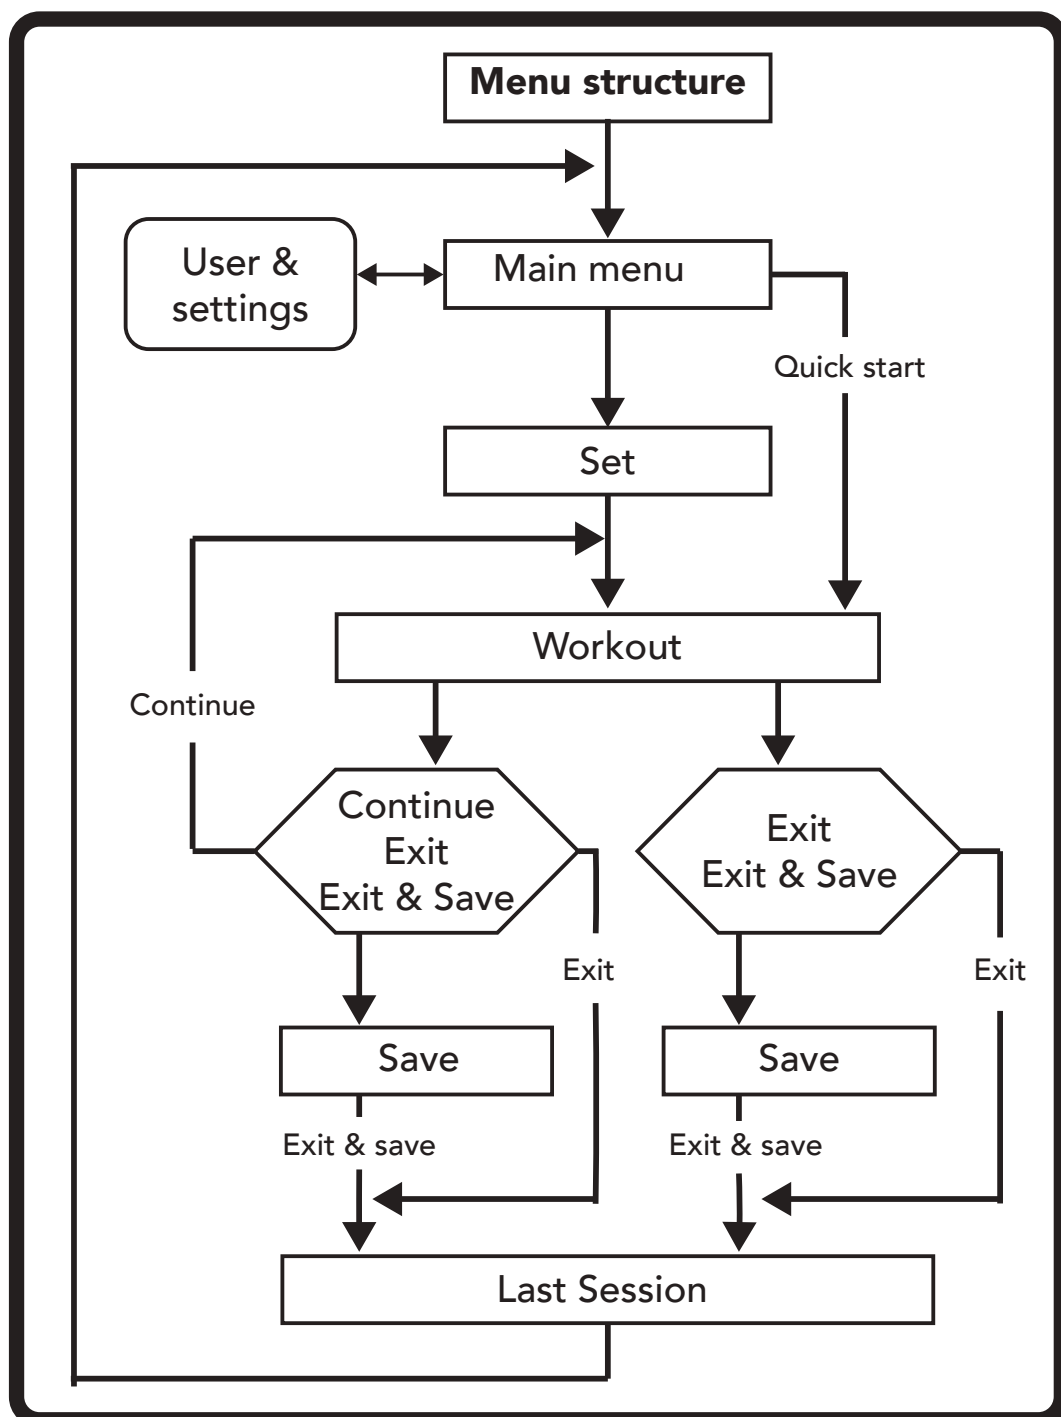 Menu structure
User &
settings
Main menu
Quick start
Set
Workout
Continue
Continue
Exit
Exit & Save
Exit
Exit & Save
Exit
Exit
Save
Save
Exit & save
Exit & save
Last Session